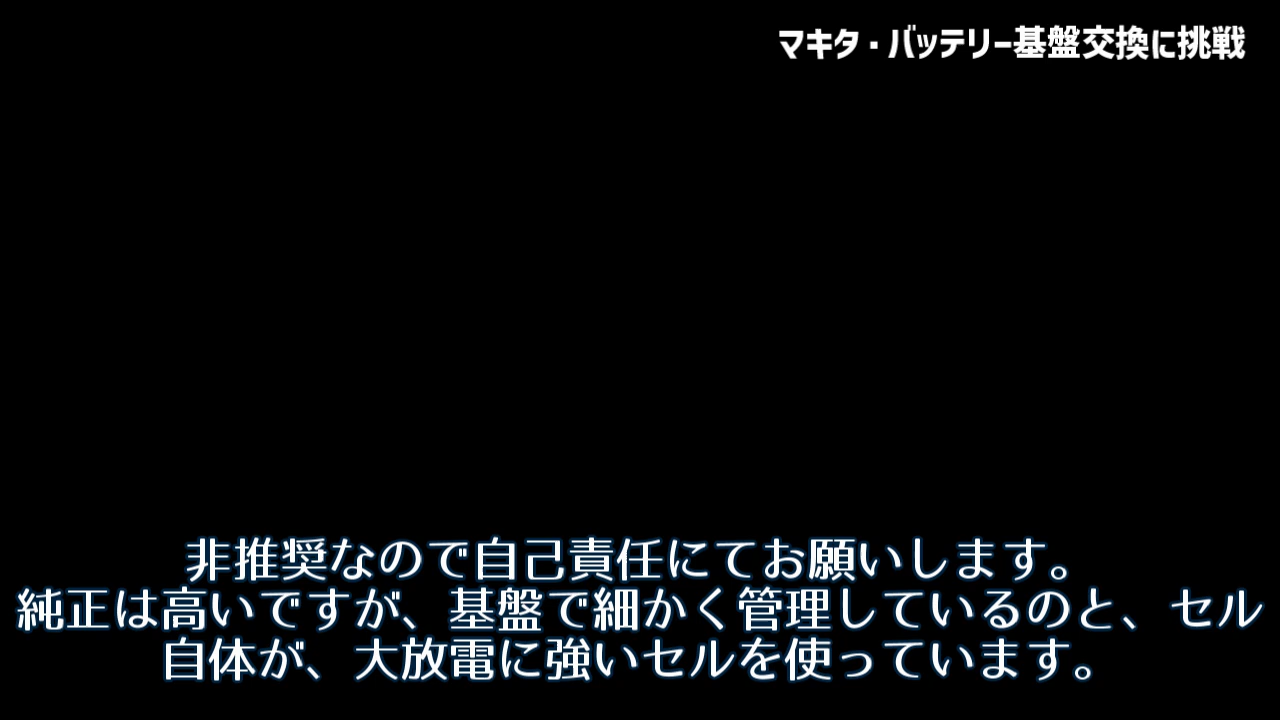 マキタ・バッテリー基盤交換に挑戦
非推奨なので自己責任にてお願いします。
純正は高いですが、基盤で細かく管理しているのと、セル
自体が、大放電に強いセルを使っています。